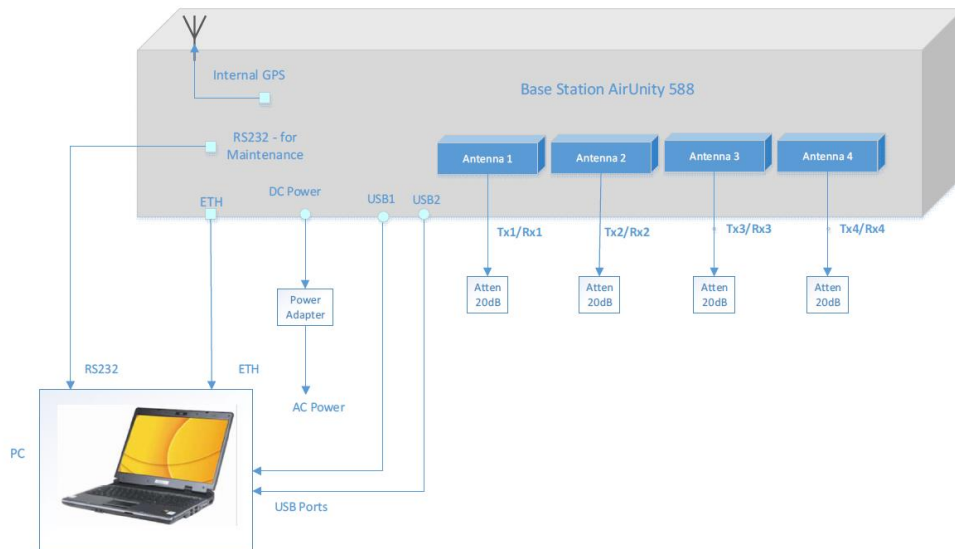 Internal GPS
Base Station AirUnity 588
RS232 - for
Maintenance
Antenna 1
Antenna 2
Antenna 3
Antenna 4
DC Power
ETH
USB1
USB2
Tx1/Rx1
Tx2/Rx2
Tx3/Rx3
Tx4/Rx4
Atten
20dB
Atten
20dB
Atten
20dB
Atten
20dB
Power
Adapter
RS232
ETH
AC Power
PC
USB Ports